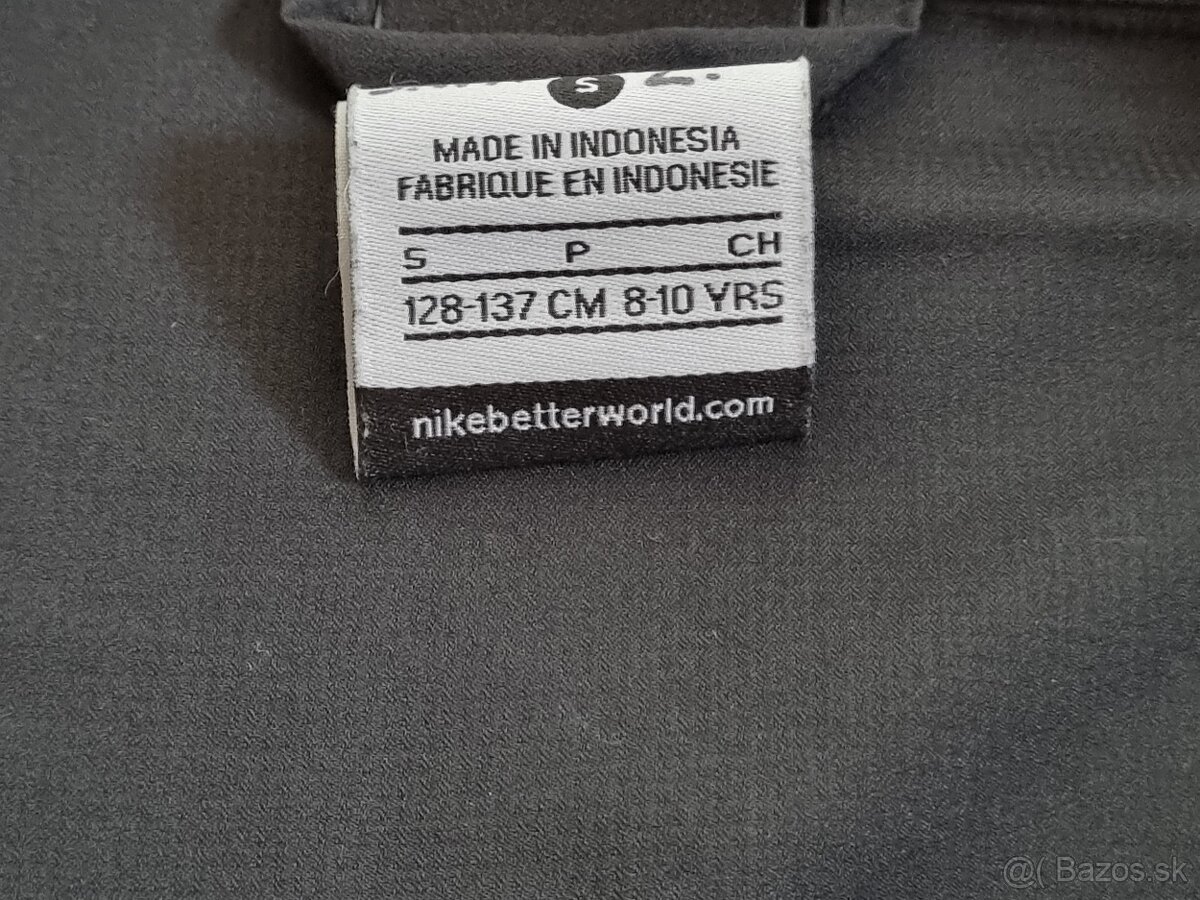 S
MADE IN INDONESIA
FABRIQUE EN INDONESIE
S P CH
128-137 CM 8-10 YRS
nikebetterworld.com
@( Bazos.sk